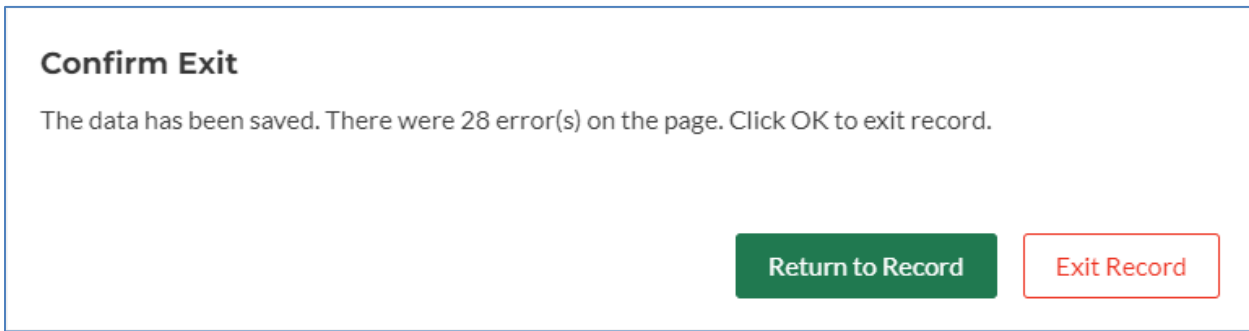 Confirm Exit
The data has been saved. There were 28 error(s) on the page. Click OK to exit record.
Return to Record
Exit Record